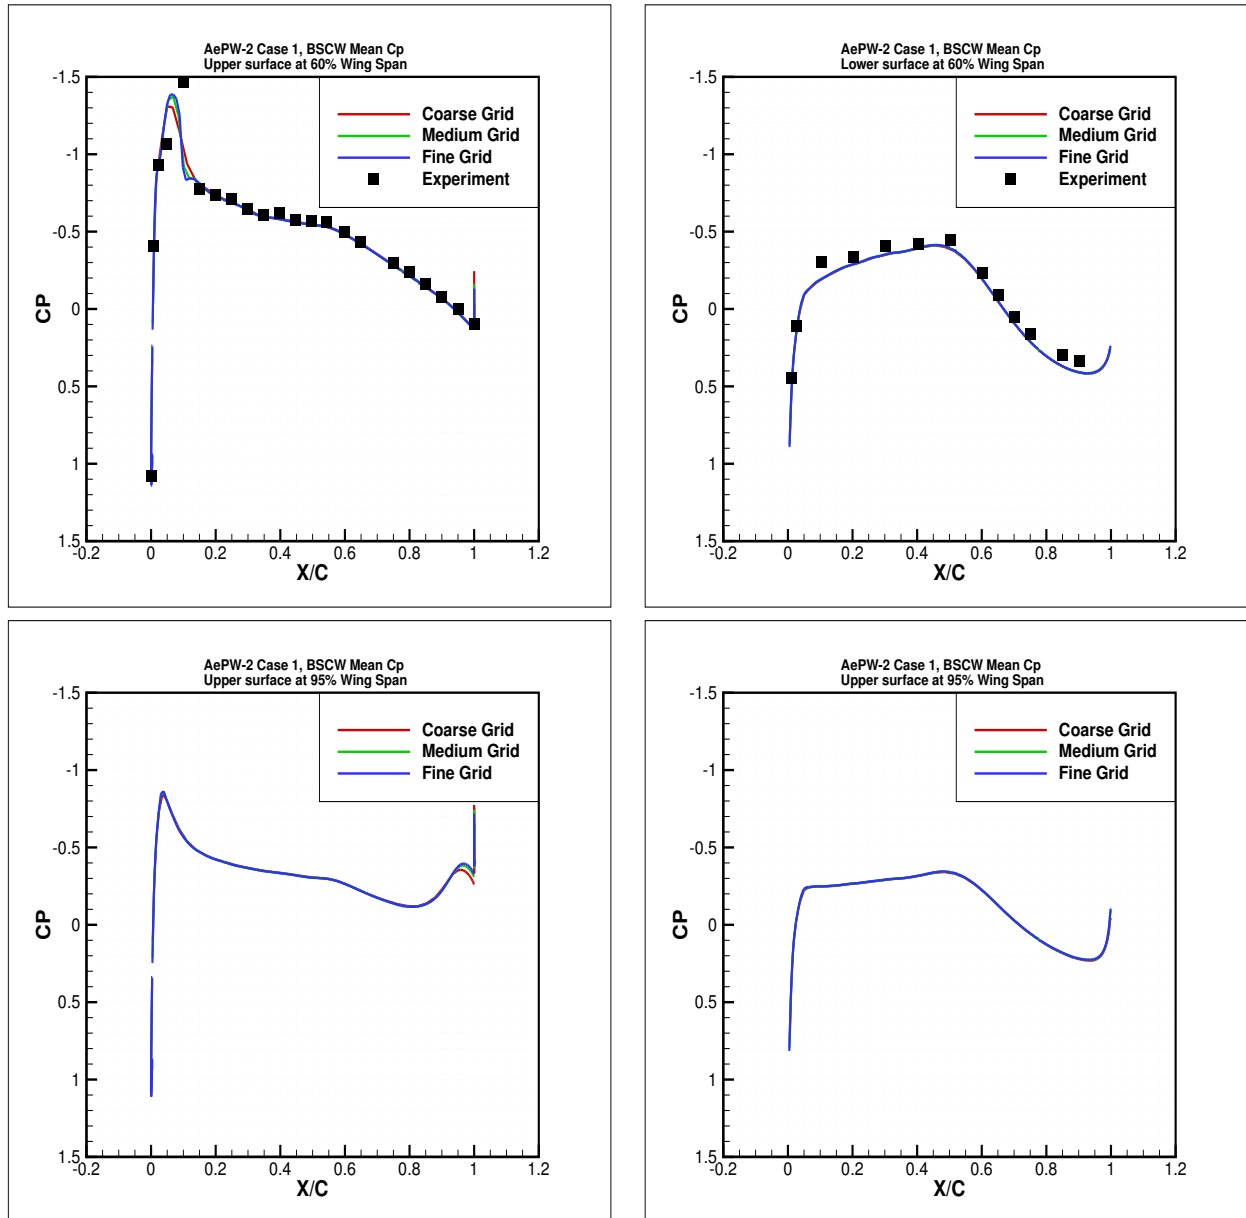 AePW-2 Case 1, BSCW Mean Cp
Upper surface at 60% Wing Span
-1.5
-1
-0.5
0
0.5
1
1.5
CP
-0.2
0
0.2
0.4
0.6
0.8
1
1.2
X/C
Coarse Grid
Medium Grid
Fine Grid
Experiment
AePW-2 Case 1, BSCW Mean Cp
Lower surface at 60% Wing Span
-1.5
-1
-0.5
0
0.5
1
1.5
CP
-0.2
0
0.2
0.4
0.6
0.8
1
1.2
X/C
Coarse Grid
Medium Grid
Fine Grid
Experiment
AePW-2 Case 1, BSCW Mean Cp
Upper surface at 95% Wing Span
-1.5
-1
-0.5
0
0.5
1
1.5
CP
-0.2
0
0.2
0.4
0.6
0.8
1
1.2
X/C
Coarse Grid
Medium Grid
Fine Grid
AePW-2 Case 1, BSCW Mean Cp
Upper surface at 95% Wing Span
-1.5
-1
-0.5
0
0.5
1
1.5
CP
-0.2
0
0.2
0.4
0.6
0.8
1
1.2
X/C
Coarse Grid
Medium Grid
Fine Grid